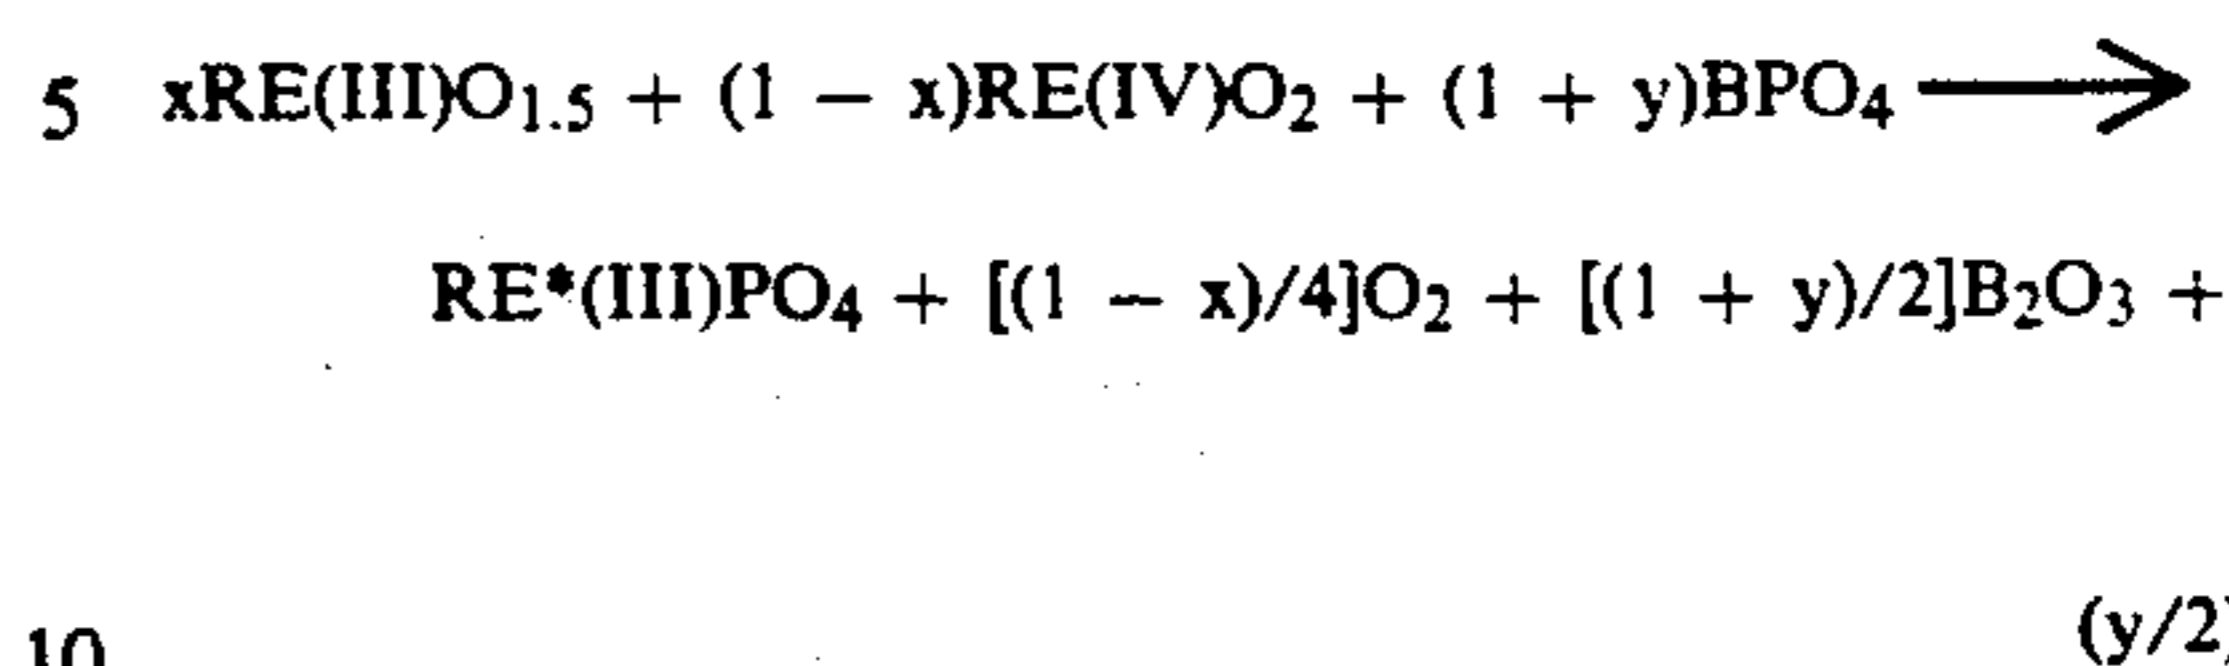 5 xRE(III)O₁.₅ + (1 − x)RE(IV)O₂ + (1 + y)BPO₄ ⟶
RE*(III)PO₄ + [(1 − x)/4]O₂ + [(1 + y)/2]B₂O₃ +
10 (y/2)